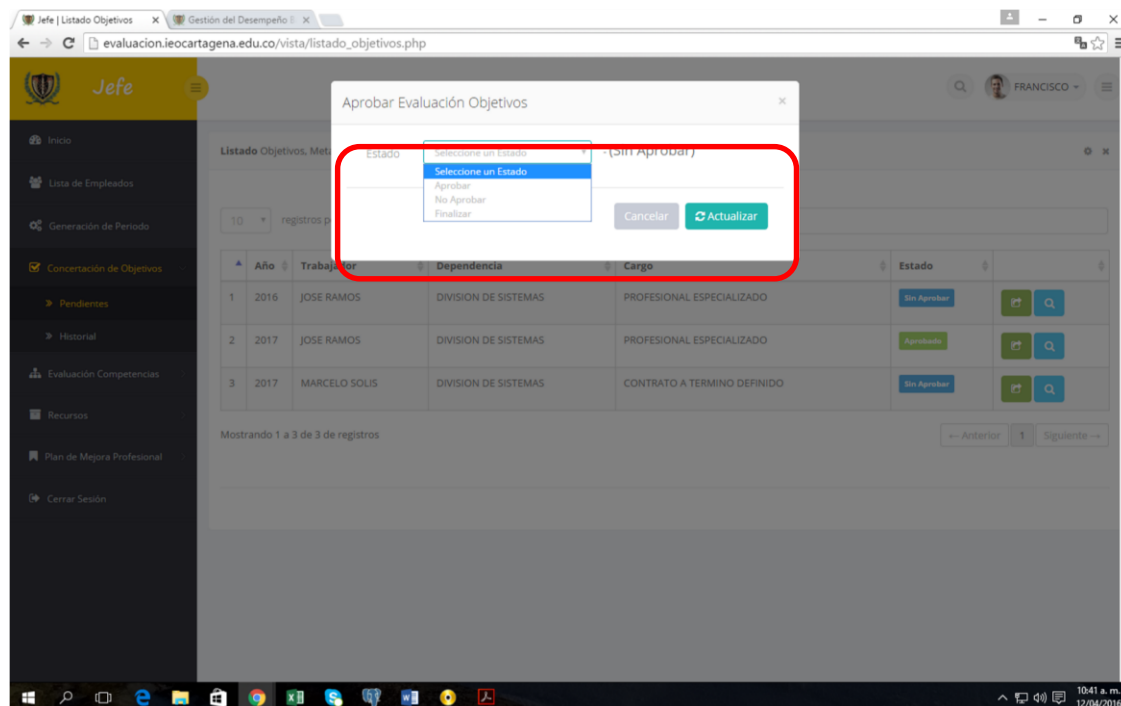 Jefe | Listado Objetivos
Gestión del Desempeño
evaluacion.ieocartagena.edu.co/vista/listado_objetivos.php
Jefe
FRANCISCO
Aprobar Evaluación Objetivos
Inicio
Lista de Empleados
Generación de Periodo
Concertación de Objetivos
Pendientes
Historial
Evaluación Competencias
Recursos
Plan de Mejora Profesional
Cerrar Sesión
Listado Objetivos, Met
Estado Seleccione un Estado - (Sin Aprobar)
Seleccione un Estado
Aprobar
No Aprobar
Finalizar
Cancelar Actualizar
10 registros p
Año Trabajador Dependencia Cargo Estado
1 2016 JOSE RAMOS DIVISION DE SISTEMAS PROFESIONAL ESPECIALIZADO Sin Aprobar
2 2017 JOSE RAMOS DIVISION DE SISTEMAS PROFESIONAL ESPECIALIZADO Aprobado
3 2017 MARCELO SOLIS DIVISION DE SISTEMAS CONTRATO A TERMINO DEFINIDO Sin Aprobar
Mostrando 1 a 3 de 3 de registros
← Anterior 1 Siguiente →
10:41 a. m.
12/04/2016